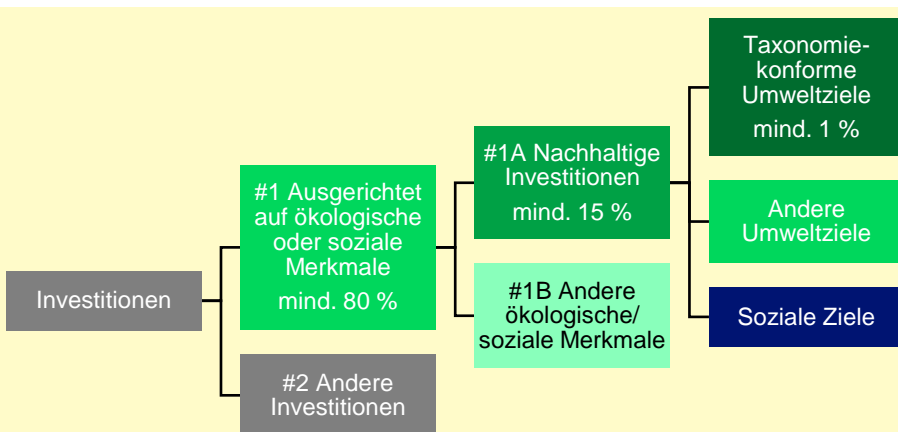 Investitionen
#1 Ausgerichtet
auf ökologische
oder soziale
Merkmale
mind. 80 %
#2 Andere
Investitionen
#1A Nachhaltige
Investitionen
mind. 15 %
#1B Andere
ökologische/
soziale Merkmale
Taxonomie-
konforme
Umweltziele
mind. 1 %
Andere
Umweltziele
Soziale Ziele